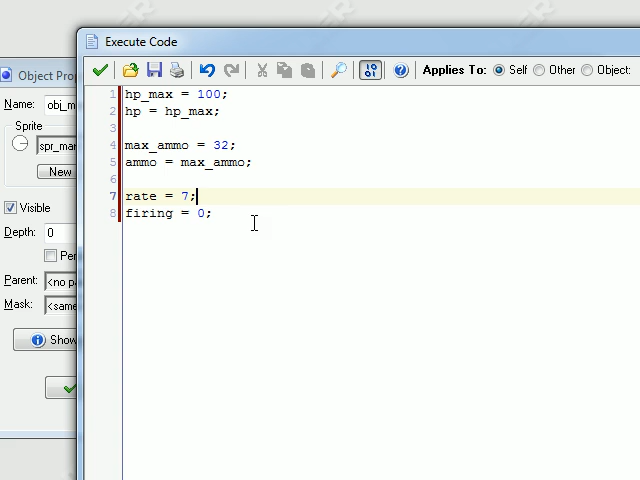 Execute Code
Applies To: Self Other Object:
1 hp_max = 100;
2 hp = hp_max;
3
4 max_ammo = 32;
5 ammo = max_ammo;
6
7 rate = 7;
8 firing = 0;
Object Prop
Name: obj_m
Sprite
spr_mar
New
Visible
Depth: 0
Per
Parent: <no p
Mask: <same
Show